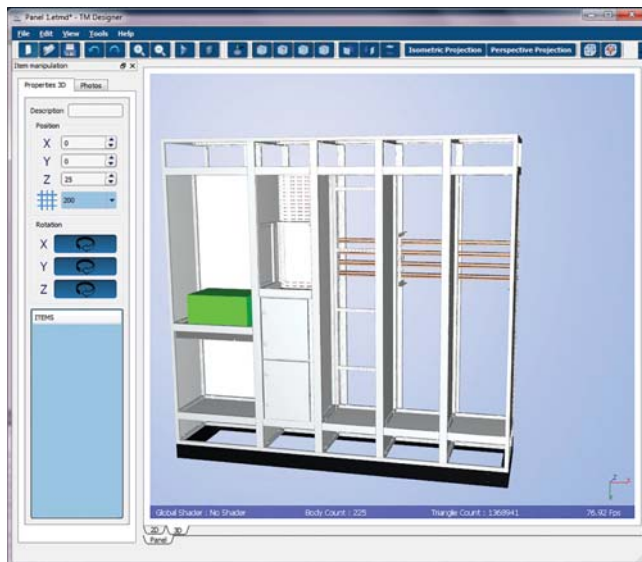 Panel 1.etmd* - TM Designer
File Edit View Tools Help
Isometric Projection Perspective Projection
Item manipulation
Properties 3D Photos
Description
Position
X 0
Y 0
Z 25
200
Rotation
X
Y
Z
ITEMS
Z
Global Shader : No Shader Body Count : 225 Triangle Count : 1368941 76.92 Fps
2D 3D
Panel